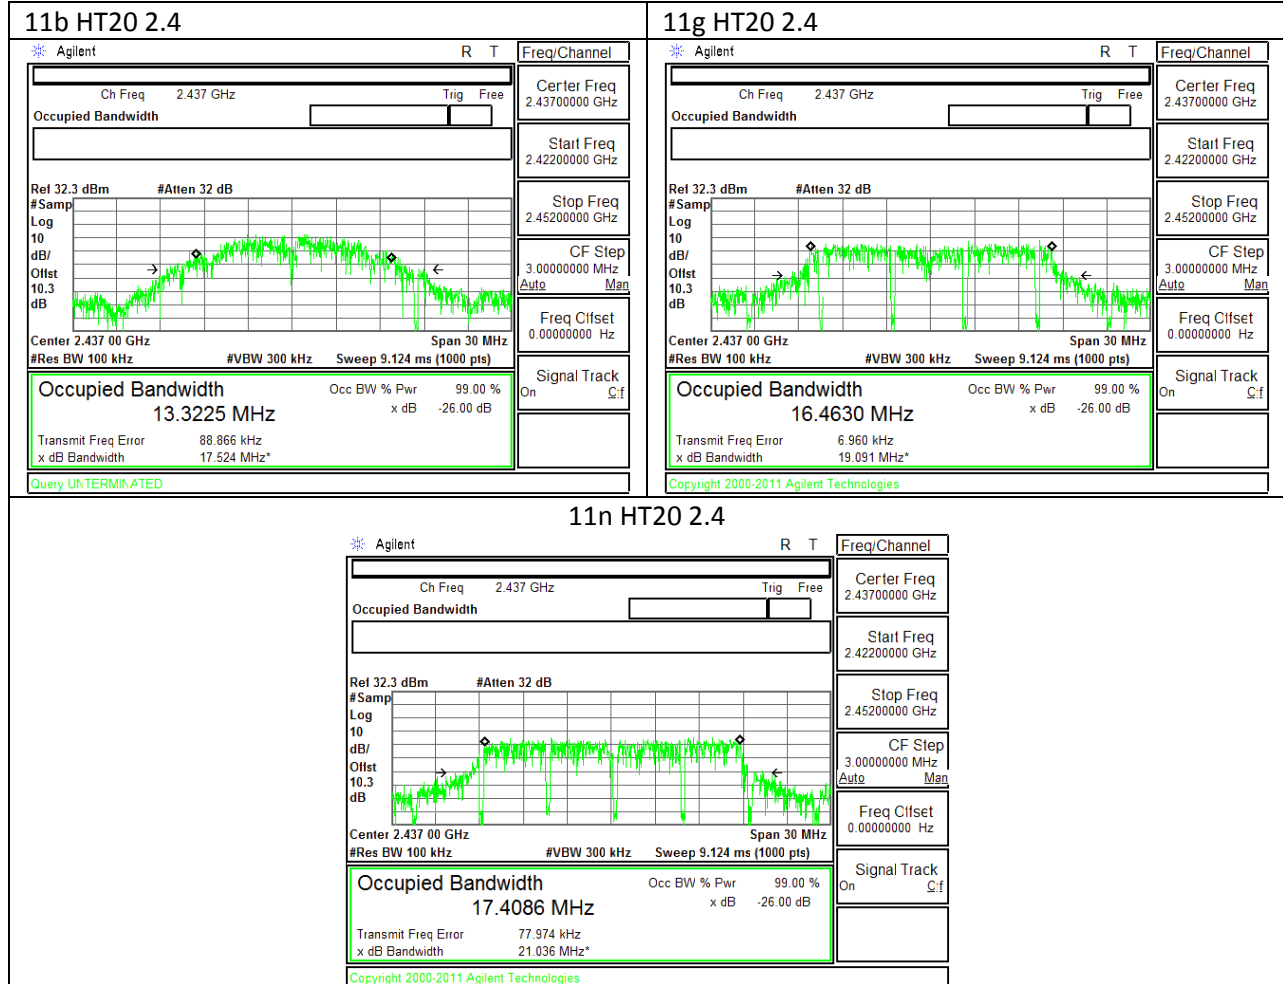 11b HT20 2.4
Agilent R T Freq/Channel
Ch Freq 2.437 GHz Trig Free
Occupied Bandwidth
Center Freq
2.43700000 GHz
Start Freq
2.42200000 GHz
Stop Freq
2.45200000 GHz
CF Step
3.00000000 MHz
Auto Man
Freq Offset
0.00000000 Hz
Signal Track
On Off
Ref 32.3 dBm #Atten 32 dB
#Samp
Log
10
dB/
Offst
10.3
dB
Center 2.437 00 GHz Span 30 MHz
#Res BW 100 kHz #VBW 300 kHz Sweep 9.124 ms (1000 pts)
Occupied Bandwidth Occ BW % Pwr 99.00 %
13.3225 MHz x dB -26.00 dB
Transmit Freq Error 88.866 kHz
x dB Bandwidth 17.524 MHz*
Query UNTERMINATED
11g HT20 2.4
Agilent R T Freq/Channel
Ch Freq 2.437 GHz Trig Free
Occupied Bandwidth
Center Freq
2.43700000 GHz
Start Freq
2.42200000 GHz
Stop Freq
2.45200000 GHz
CF Step
3.00000000 MHz
Auto Man
Freq Offset
0.00000000 Hz
Signal Track
On Off
Ref 32.3 dBm #Atten 32 dB
#Samp
Log
10
dB/
Offst
10.3
dB
Center 2.437 00 GHz Span 30 MHz
#Res BW 100 kHz #VBW 300 kHz Sweep 9.124 ms (1000 pts)
Occupied Bandwidth Occ BW % Pwr 99.00 %
16.4630 MHz x dB -26.00 dB
Transmit Freq Error 6.960 kHz
x dB Bandwidth 19.091 MHz*
Copyright 2000-2011 Agilent Technologies
11n HT20 2.4
Agilent R T Freq/Channel
Ch Freq 2.437 GHz Trig Free
Occupied Bandwidth
Center Freq
2.43700000 GHz
Start Freq
2.42200000 GHz
Stop Freq
2.45200000 GHz
CF Step
3.00000000 MHz
Auto Man
Freq Offset
0.00000000 Hz
Signal Track
On Off
Ref 32.3 dBm #Atten 32 dB
#Samp
Log
10
dB/
Offst
10.3
dB
Center 2.437 00 GHz Span 30 MHz
#Res BW 100 kHz #VBW 300 kHz Sweep 9.124 ms (1000 pts)
Occupied Bandwidth Occ BW % Pwr 99.00 %
17.4086 MHz x dB -26.00 dB
Transmit Freq Error 77.974 kHz
x dB Bandwidth 21.036 MHz*
Copyright 2000-2011 Agilent Technologies